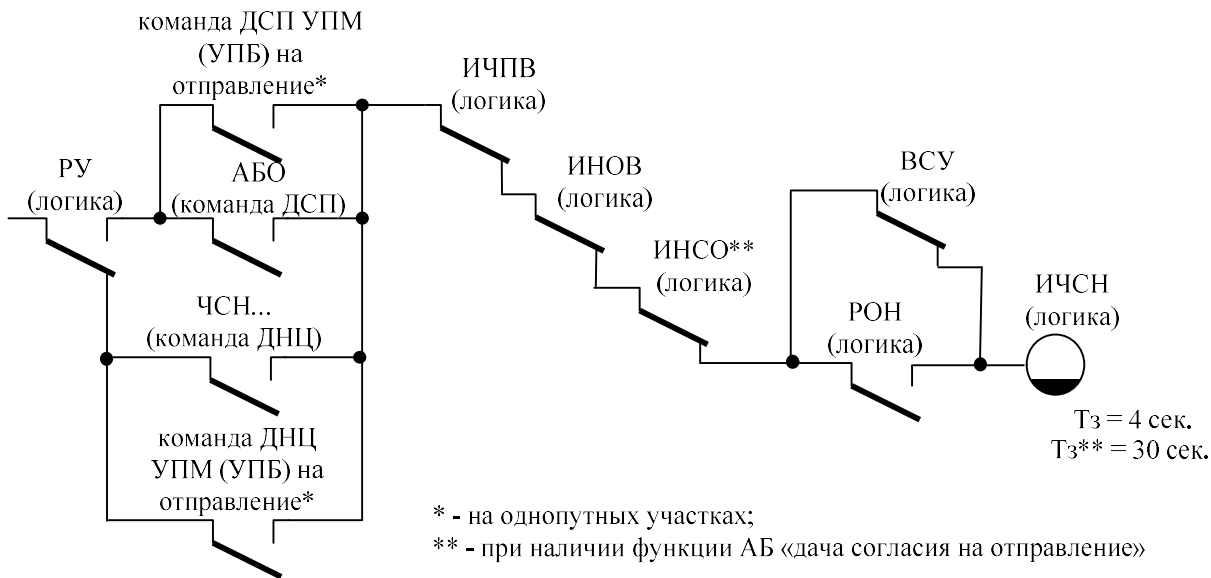 команда ДСП УПМ
(УПБ) на
отправление*
ИЧПВ
(логика)
РУ
(логика)
АБО
(команда ДСП)
ИНОВ
(логика)
ВСУ
(логика)
ИНСО**
(логика)
ЧСН...
(команда ДНЦ)
РОН
(логика)
ИЧСН
(логика)
Тз = 4 сек.
Тз** = 30 сек.
команда ДНЦ
УПМ (УПБ) на
отправление*
* - на однопутных участках;
** - при наличии функции АБ «дача согласия на отправление»